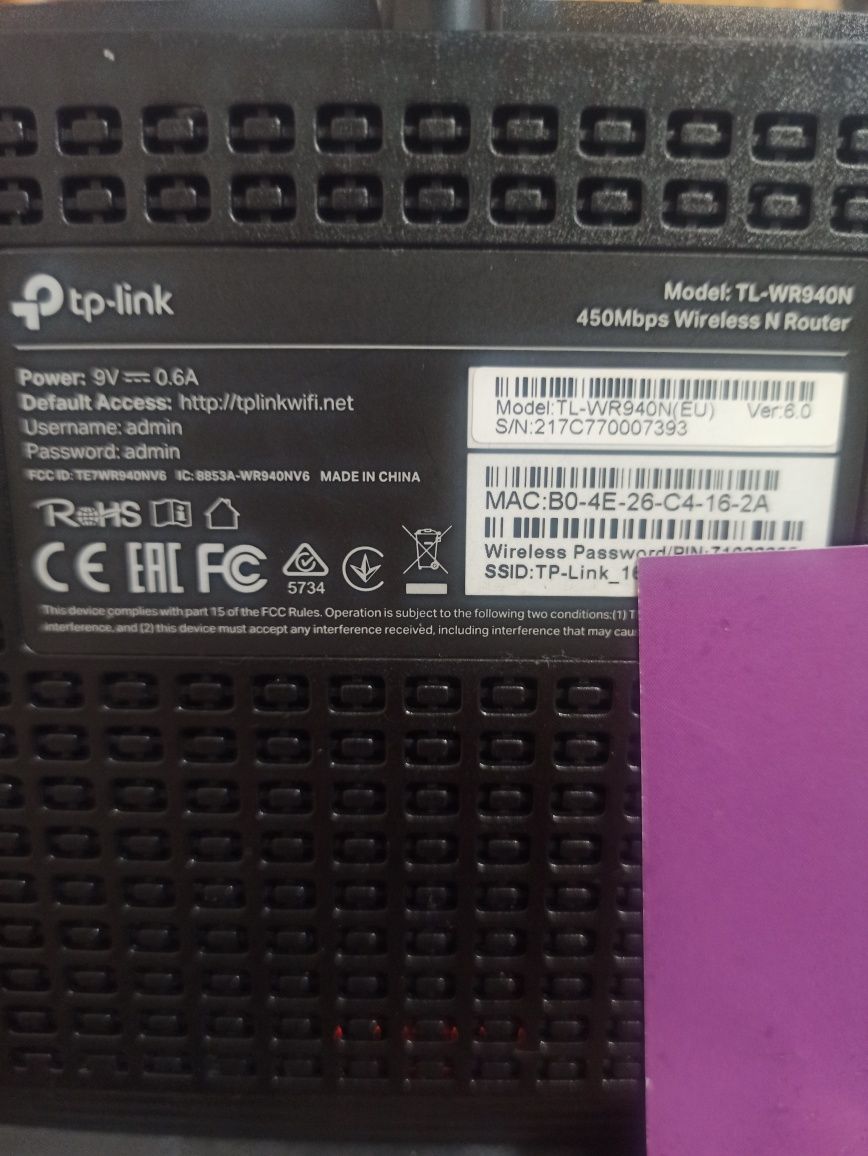 tp-link
Model: TL-WR940N
450Mbps Wireless N Router
Power: 9V 0.6A
Default Access: http://tplinkwifi.net
Username: admin
Password: admin
FCC ID: TE7WR940NV6 IC: 8853A-WR940NV6 MADE IN CHINA
Model:TL-WR940N(EU) Ver:6.0
S/N:217C770007393
MAC:B0-4E-26-C4-16-2A
Wireless Password/PIN:
SSID:TP-Link_16
RoHS
CE EAC FC
5734
This device complies with part 15 of the FCC Rules. Operation is subject to the following two conditions:(1)
interference, and (2) this device must accept any interference received, including interference that may